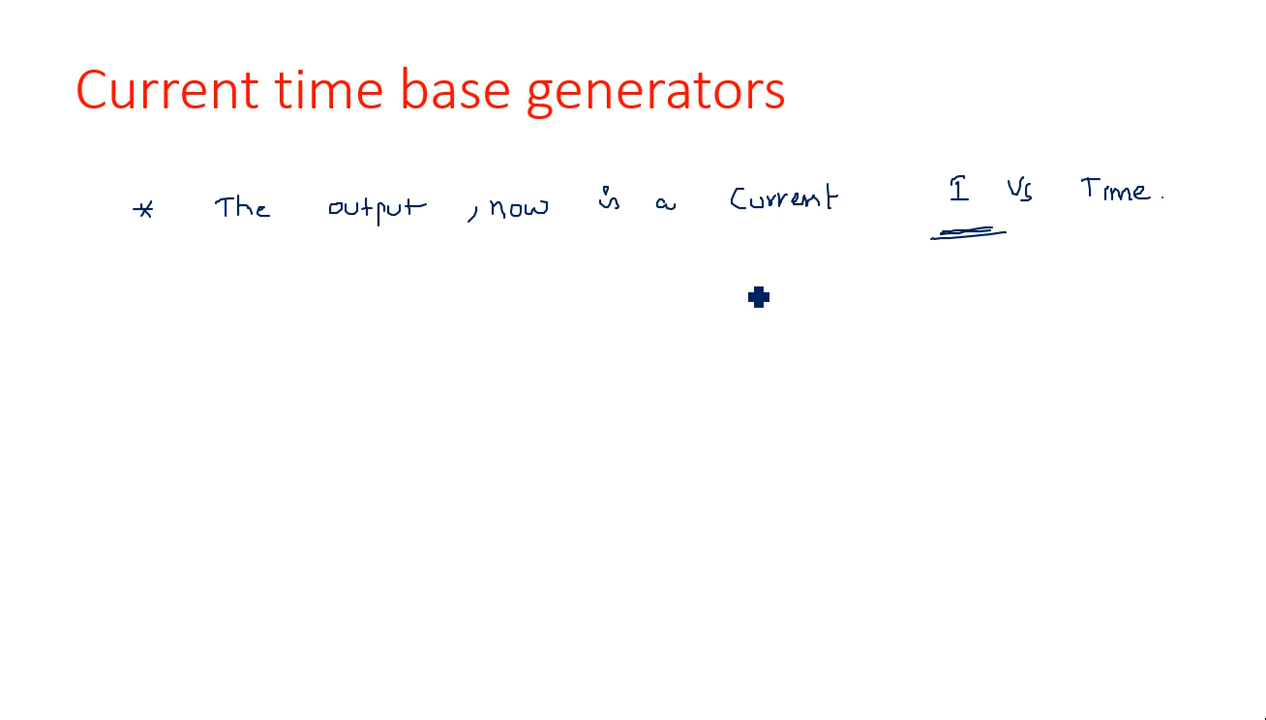 Current time base generators
* The output , now is a Current I Vs Time.